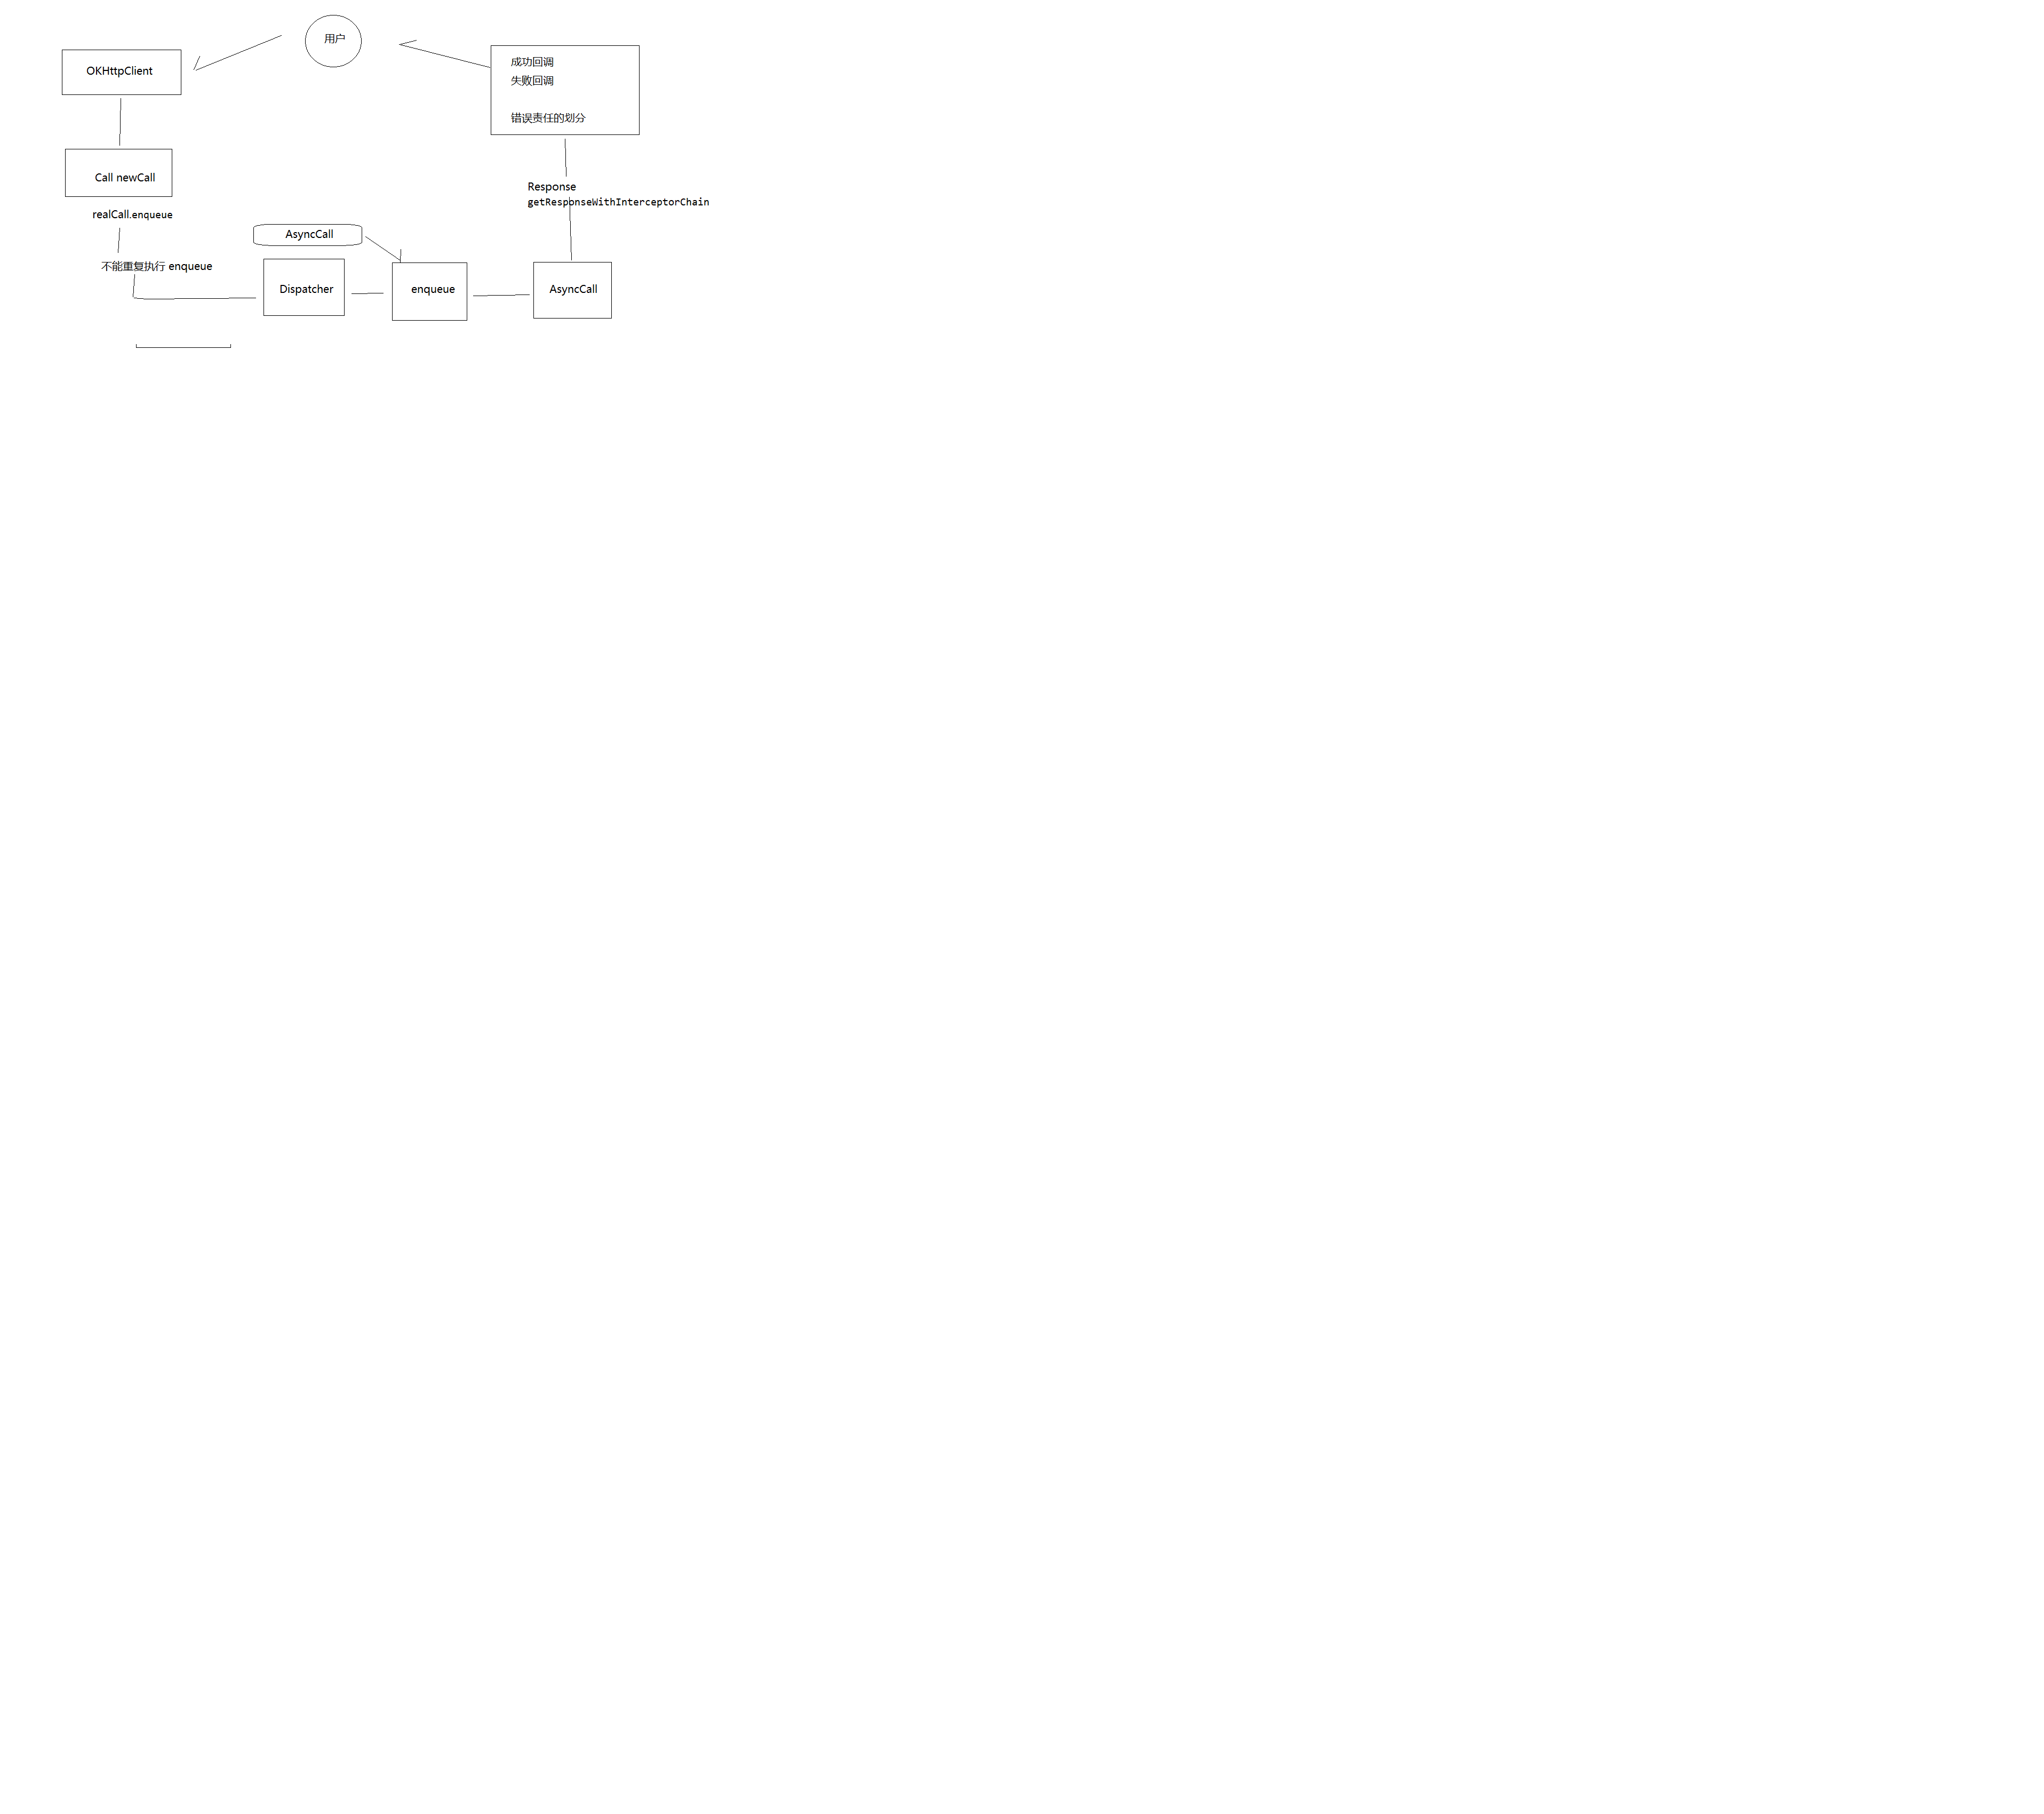 用户
OKHttpClient
成功回调
失败回调
错误责任的划分
Call newCall
Response
getResponseWithInterceptorChain
realCall.enqueue
AsyncCall
不能重复执行 enqueue
Dispatcher
enqueue
AsyncCall